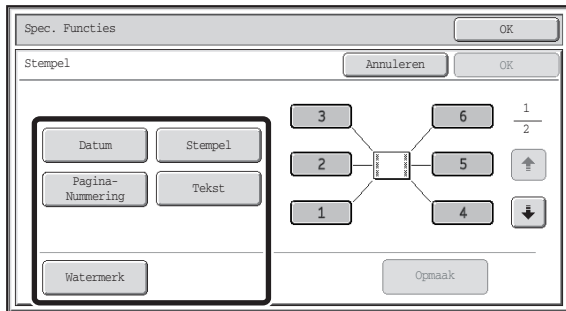 Spec. Functies
OK
Stempel
Annuleren
OK
Datum
Stempel
Pagina-
Nummering
Tekst
Watermerk
3
6
2
5
1
4
1
2
Opmaak